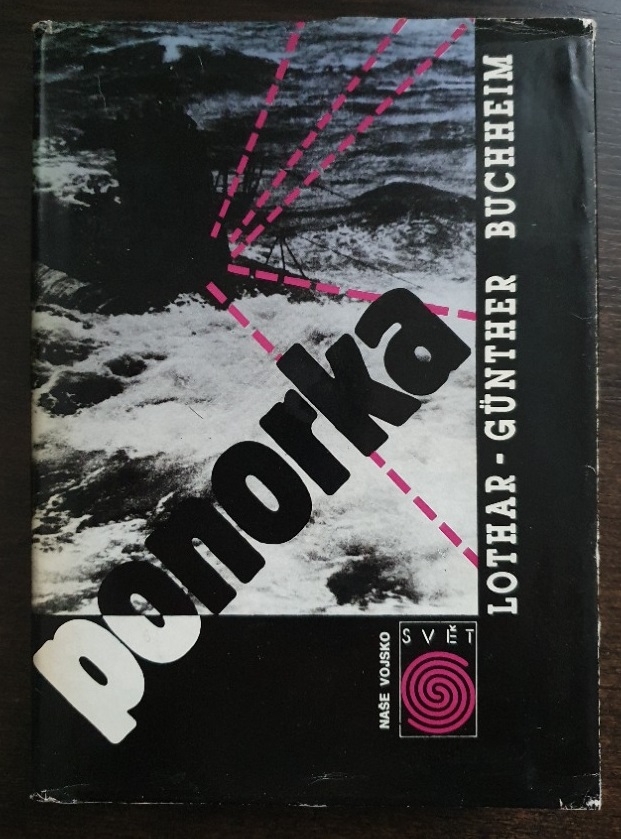 LOTHAR-GÜNTHER BUCHHEIM
ponorka
NAŠE VOJSKO
SVĚT